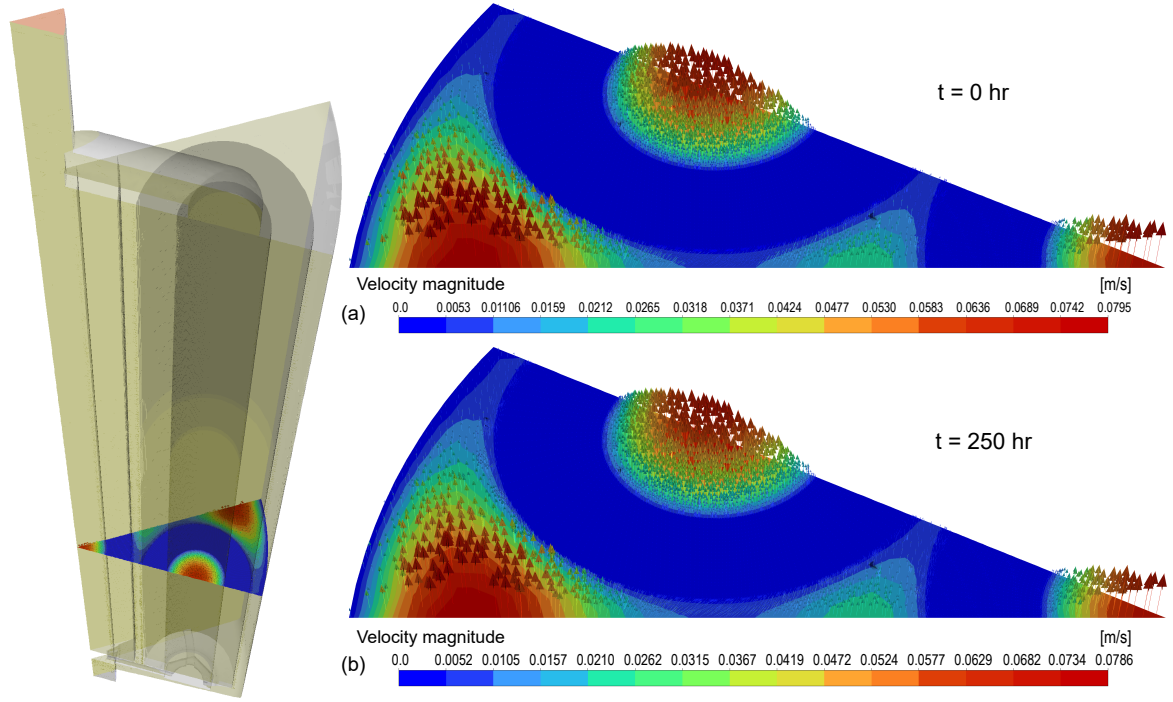 t = 0 hr
Velocity magnitude [m/s]
(a) 0.0 0.0053 0.01106 0.0159 0.0212 0.0265 0.0318 0.0371 0.0424 0.0477 0.0530 0.0583 0.0636 0.0689 0.0742 0.0795
t = 250 hr
Velocity magnitude [m/s]
(b) 0.0 0.0052 0.0105 0.0157 0.0210 0.0262 0.0315 0.0367 0.0419 0.0472 0.0524 0.0577 0.0629 0.0682 0.0734 0.0786